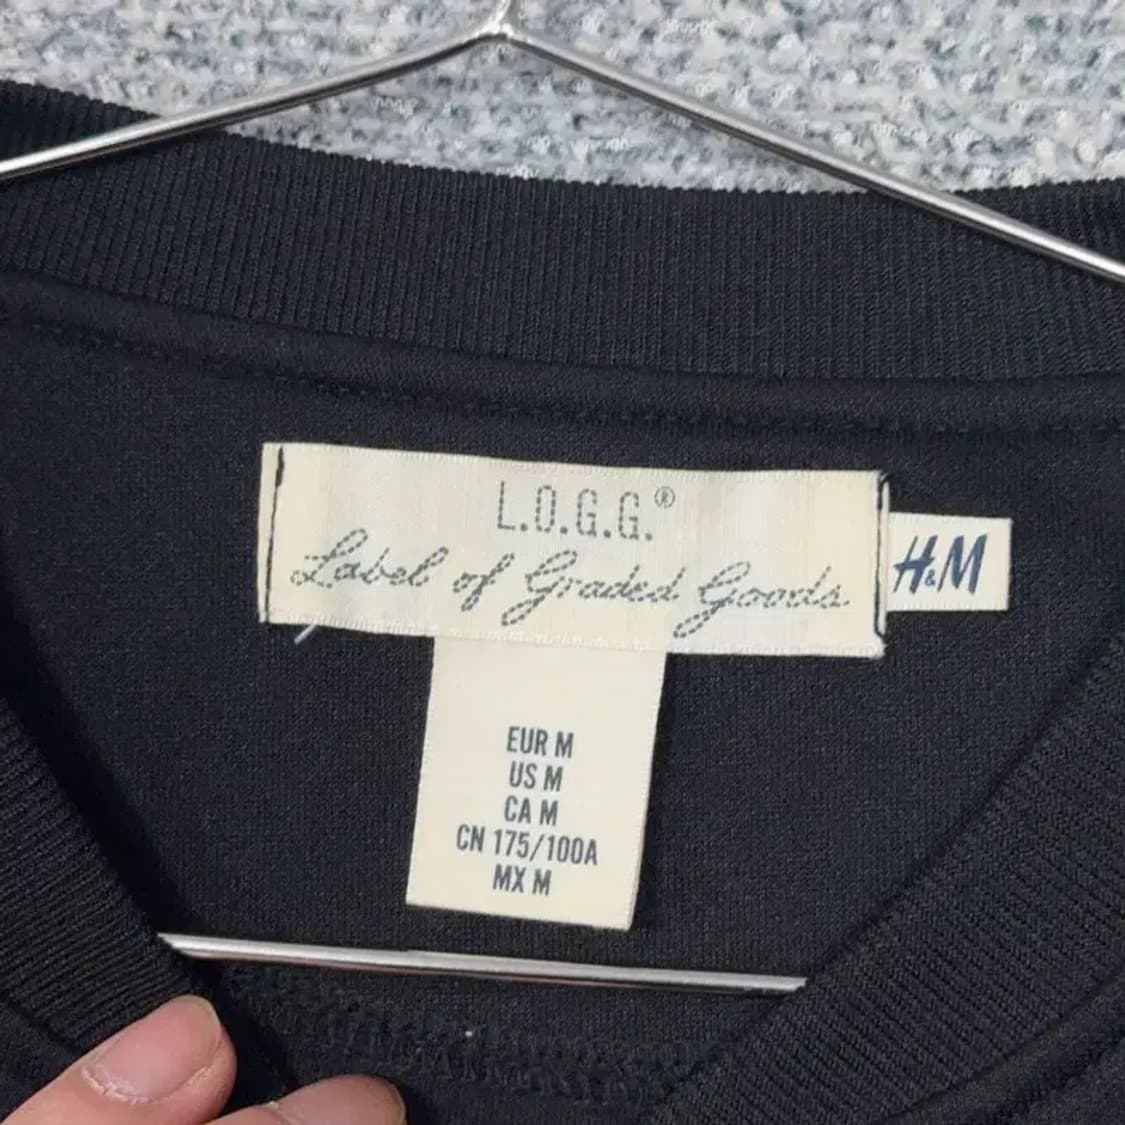 L.O.G.G.®
Label of Graded Goods
H&M
EUR M
US M
CA M
CN 175/100A
MX M